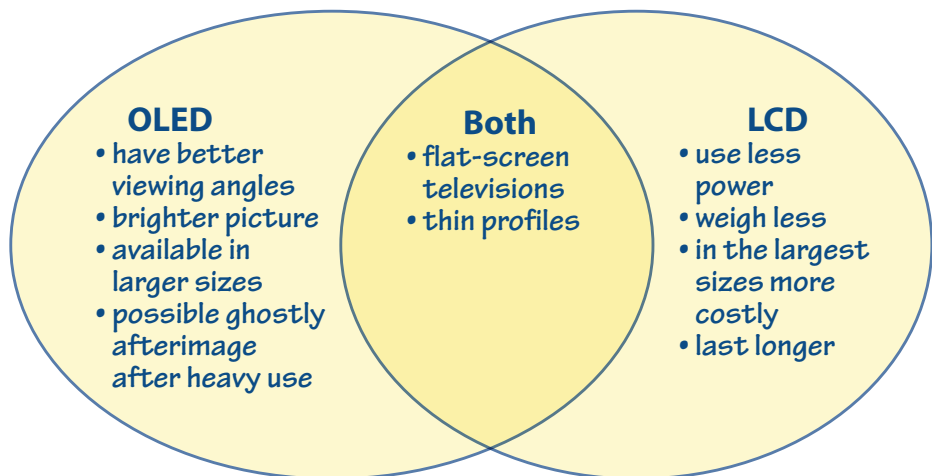 OLED
• have better
viewing angles
• brighter picture
• available in
larger sizes
• possible ghostly
afterimage
after heavy use
Both
• flat-screen
televisions
• thin profiles
LCD
• use less
power
• weigh less
• in the largest
sizes more
costly
• last longer